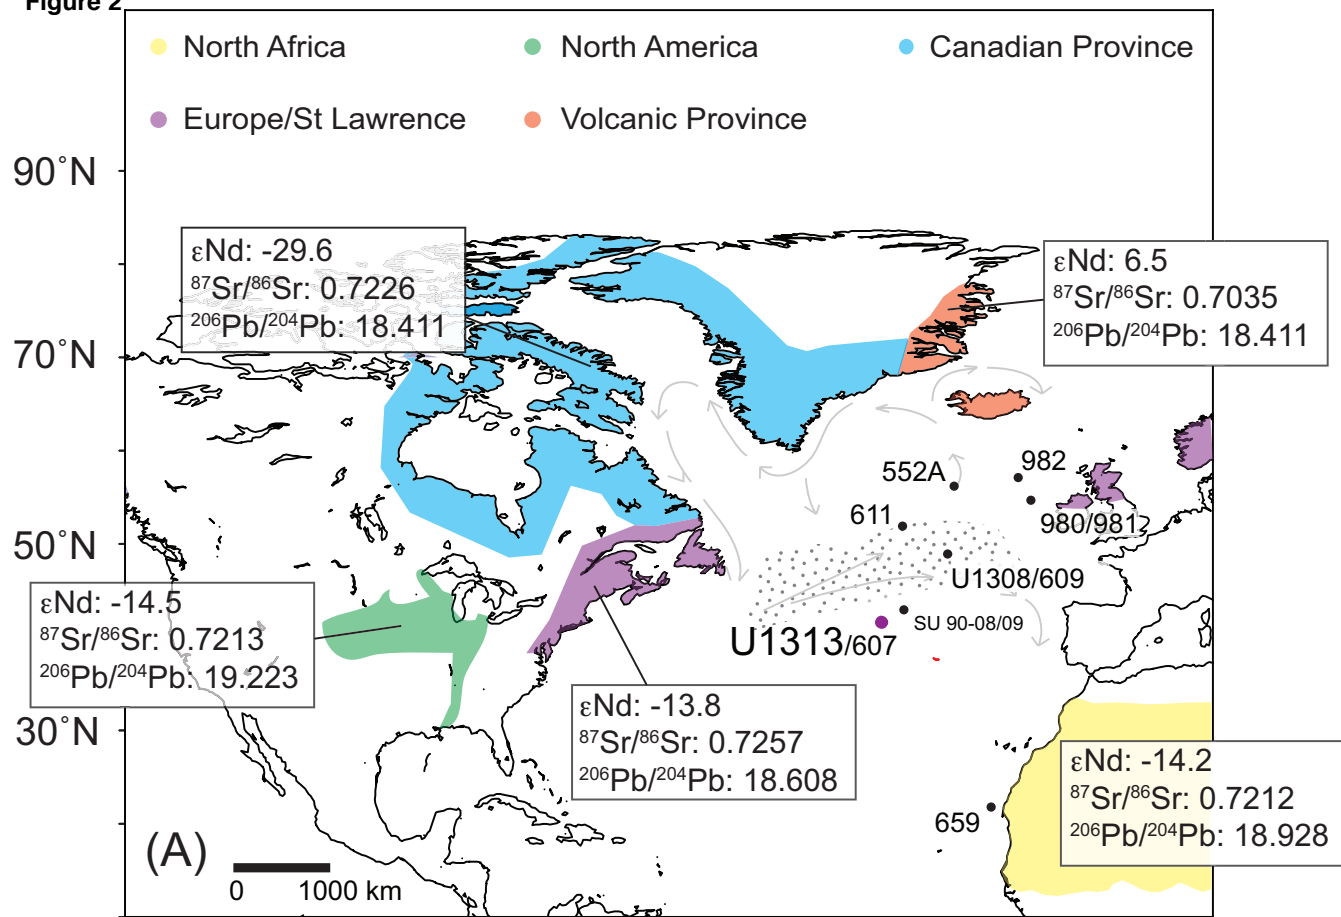 Figure 2
North Africa
North America
Canadian Province
Europe/St Lawrence
Volcanic Province
90°N
εNd: -29.6
⁸⁷Sr/⁸⁶Sr: 0.7226
²⁰⁶Pb/²⁰⁴Pb: 18.411
εNd: 6.5
⁸⁷Sr/⁸⁶Sr: 0.7035
²⁰⁶Pb/²⁰⁴Pb: 18.411
70°N
982
552A
611
980/981
50°N
U1308/609
SU 90-08/09
U1313/607
εNd: -14.5
⁸⁷Sr/⁸⁶Sr: 0.7213
²⁰⁶Pb/²⁰⁴Pb: 19.223
εNd: -13.8
⁸⁷Sr/⁸⁶Sr: 0.7257
²⁰⁶Pb/²⁰⁴Pb: 18.608
30°N
εNd: -14.2
⁸⁷Sr/⁸⁶Sr: 0.7212
²⁰⁶Pb/²⁰⁴Pb: 18.928
659
(A)
0 1000 km